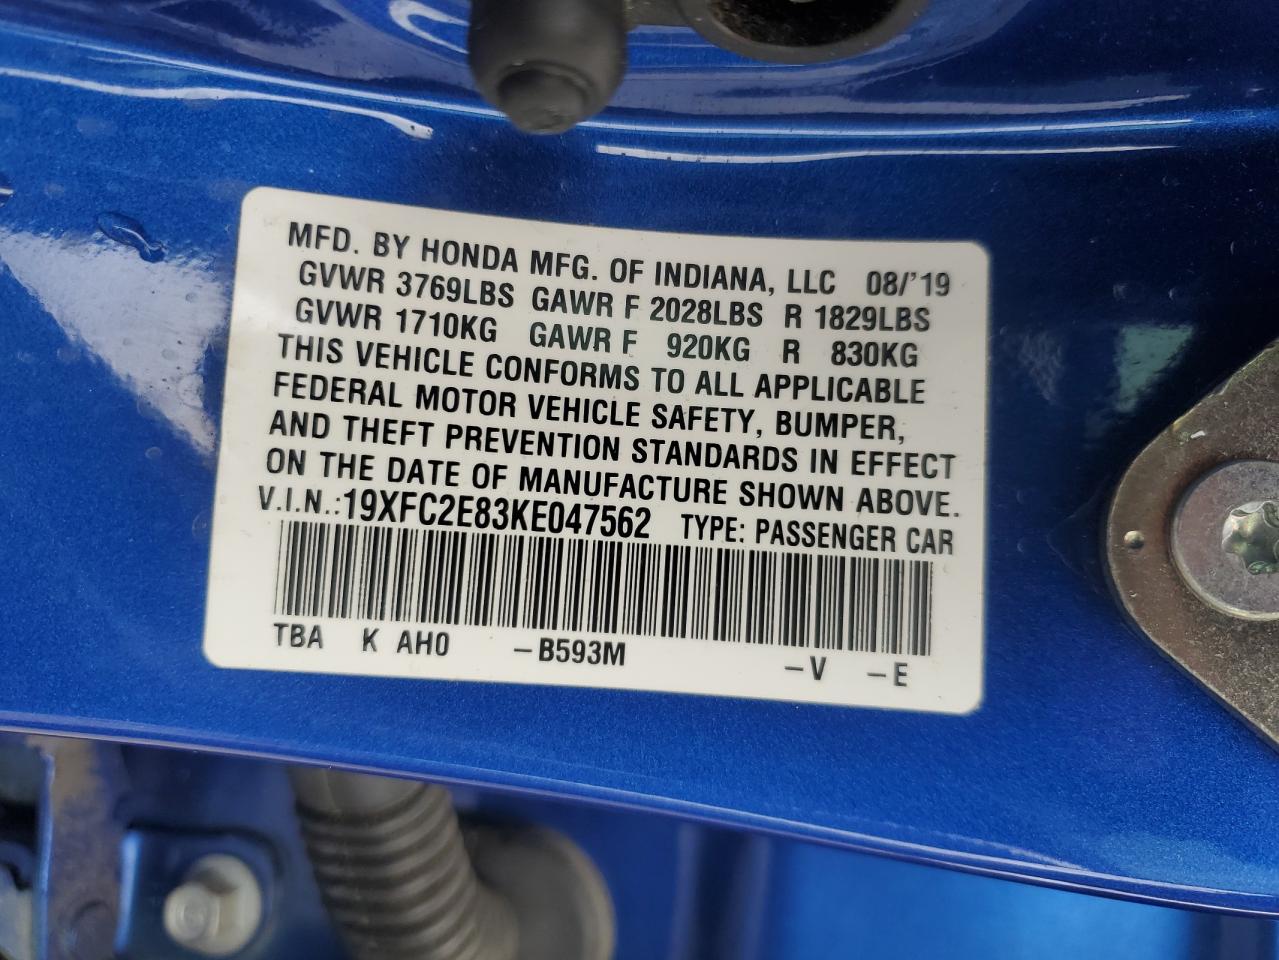 MFD. BY HONDA MFG. OF INDIANA, LLC 08/'19
GVWR 3769LBS GAWR F 2028LBS R 1829LBS
GVWR 1710KG GAWR F 920KG R 830KG
THIS VEHICLE CONFORMS TO ALL APPLICABLE
FEDERAL MOTOR VEHICLE SAFETY, BUMPER,
AND THEFT PREVENTION STANDARDS IN EFFECT
ON THE DATE OF MANUFACTURE SHOWN ABOVE.
V.I.N.:19XFC2E83KE047562 TYPE: PASSENGER CAR
TBA K AH0 -B593M -V -E